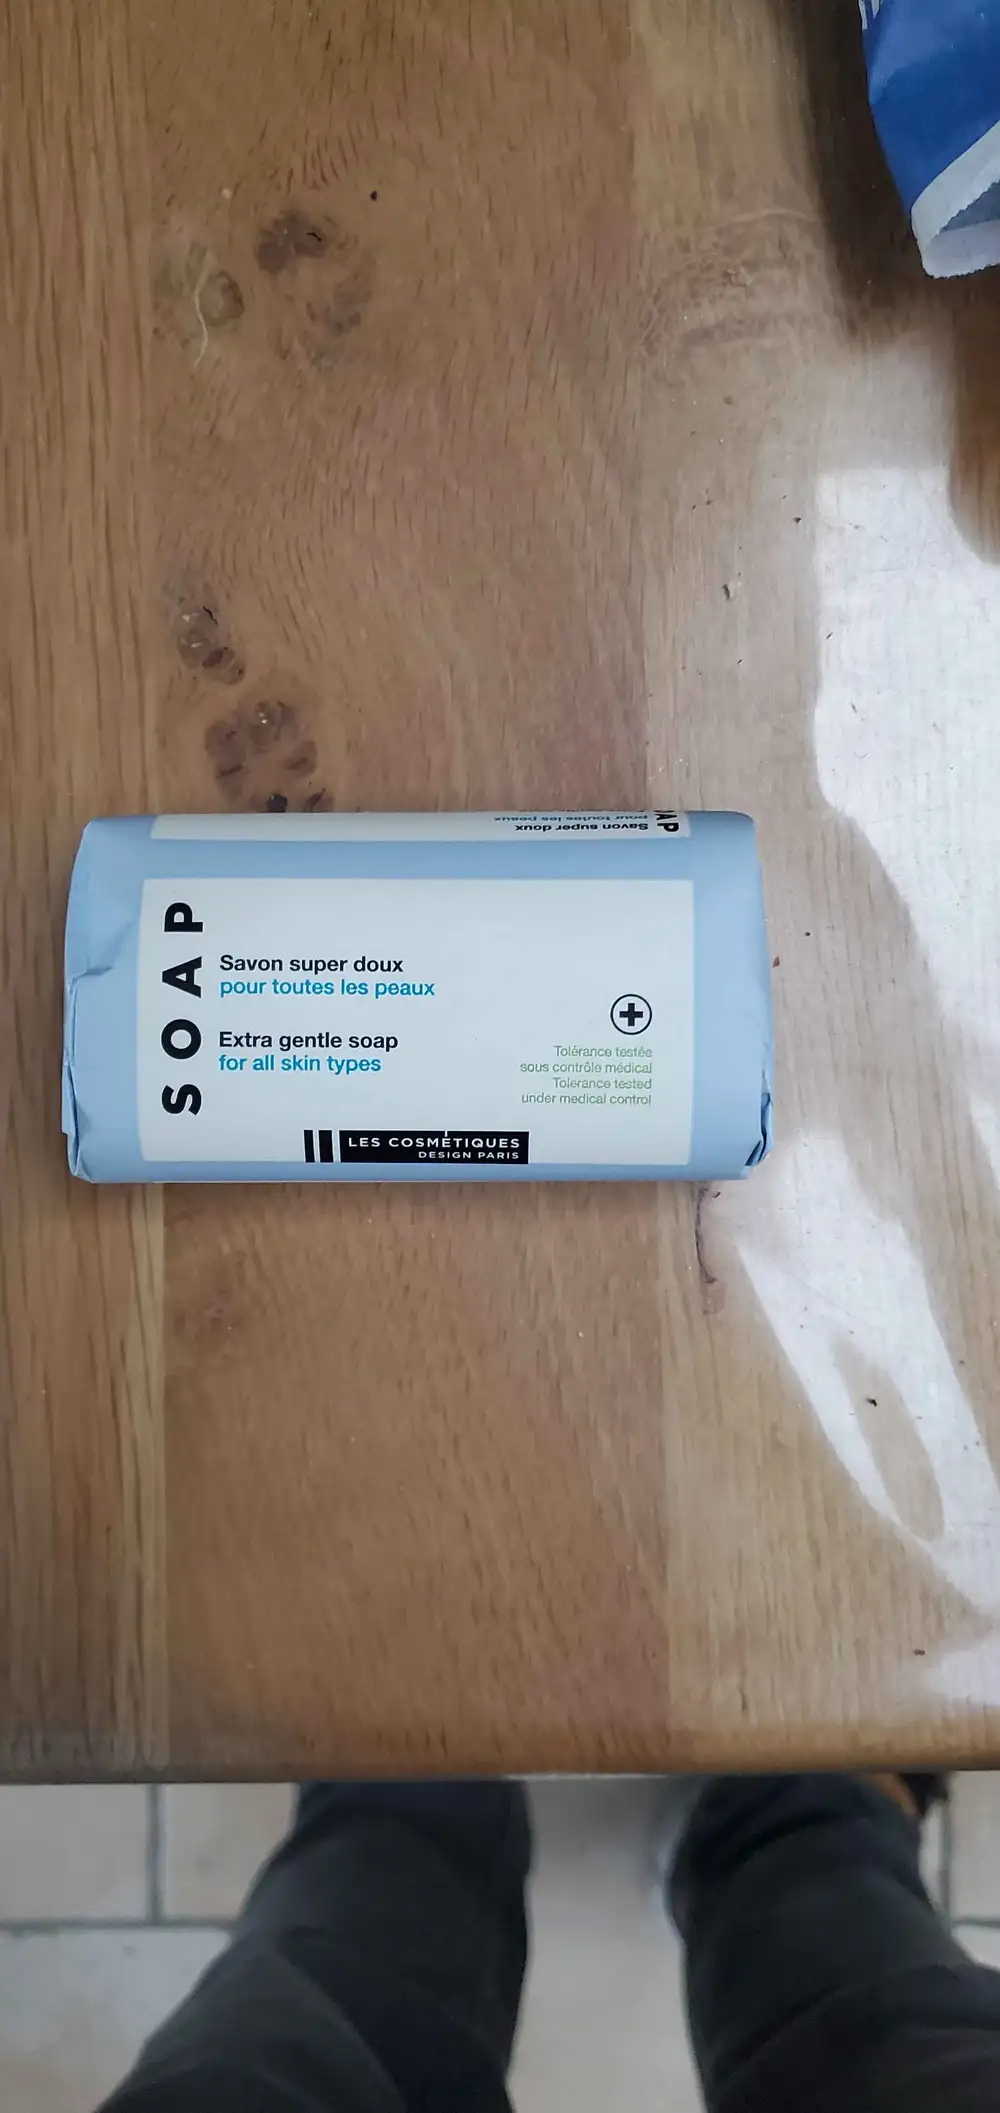 Savon super doux
pour toutes les peaux
AP
SOAP
Savon super doux
pour toutes les peaux
Extra gentle soap
for all skin types
Tolérance testée
sous contrôle médical
Tolerance tested
under medical control
LES COSMÉTIQUES
DESIGN PARIS